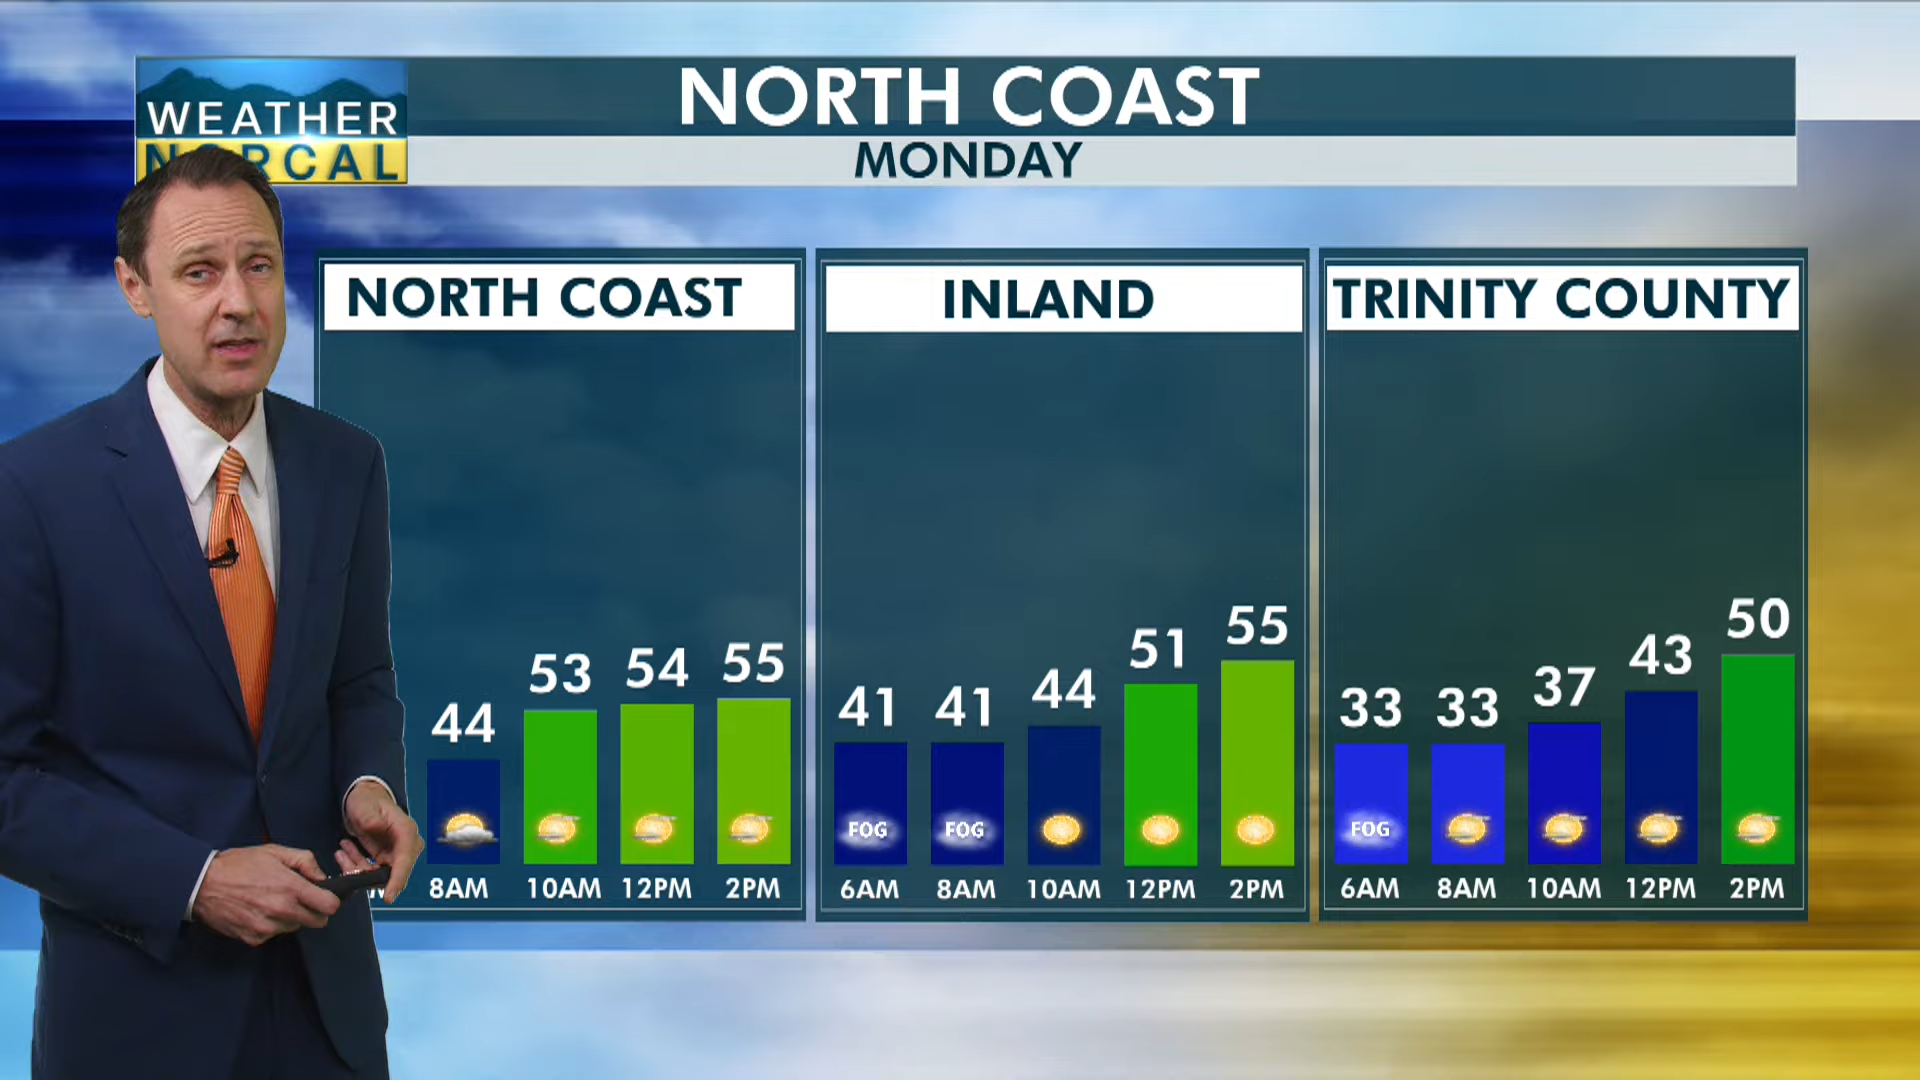 WEATHER
NORCAL
NORTH COAST
MONDAY
NORTH COAST
44 53 54 55
8AM 10AM 12PM 2PM
INLAND
41 41 44 51 55
FOG FOG
6AM 8AM 10AM 12PM 2PM
TRINITY COUNTY
33 33 37 43 50
FOG
6AM 8AM 10AM 12PM 2PM